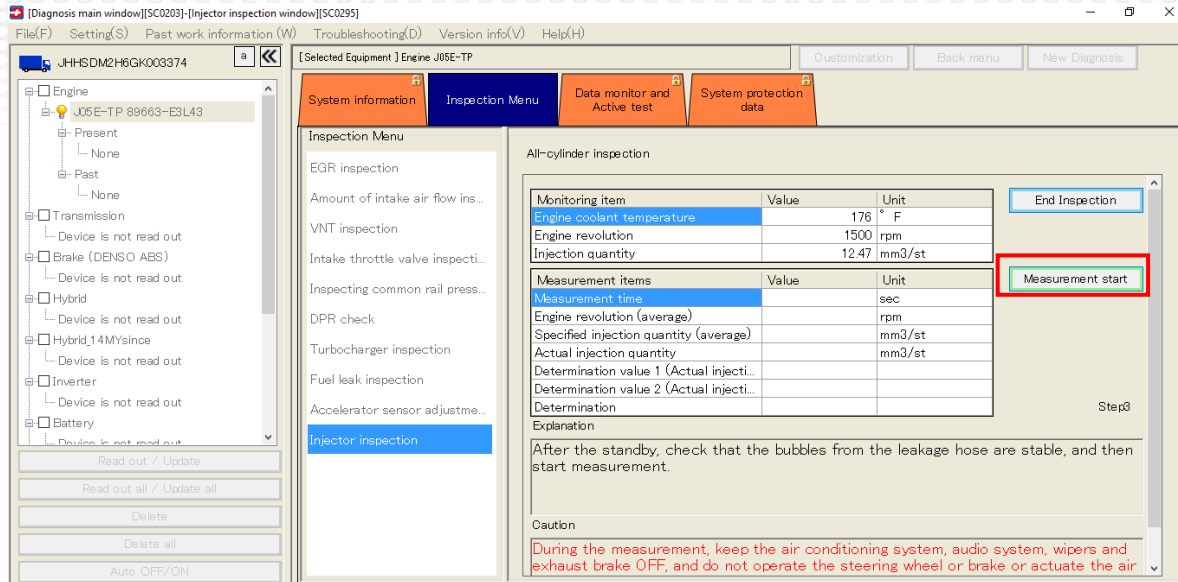 [Diagnosis main window][SC0203]-[Injector inspection window][SC0295]
File(F) Setting(S) Past work information (W) Troubleshooting(D) Version info(V) Help(H)
JHHSDM2H6GK003374
a
[Selected Equipment ] Engine J05E-TP
Customization
Back menu
New Diagnosis
Engine
J05E-TP 89663-E3L43
Present
None
Past
None
Transmission
Device is not read out
Brake (DENSO ABS)
Device is not read out
Hybrid
Device is not read out
Hybrid_14MYsince
Device is not read out
Inverter
Device is not read out
Battery
Device is not read out
Read out / Update
Read out all / Update all
Delete
Delete all
Auto OFF/ON
System information
Inspection Menu
Data monitor and
Active test
System protection
data
Inspection Menu
EGR inspection
Amount of intake air flow ins...
VNT inspection
Intake throttle valve inspecti...
Inspecting common rail press...
DPR check
Turbocharger inspection
Fuel leak inspection
Accelerator sensor adjustme...
Injector inspection
All-cylinder inspection
Monitoring item Value Unit
Engine coolant temperature 176 ° F
Engine revolution 1500 rpm
Injection quantity 12.47 mm3/st
End Inspection
Measurement items Value Unit
Measurement time sec
Engine revolution (average) rpm
Specified injection quantity (average) mm3/st
Actual injection quantity mm3/st
Determination value 1 (Actual injecti...
Determination value 2 (Actual injecti...
Determination
Measurement start
Step3
Explanation
After the standby, check that the bubbles from the leakage hose are stable, and then
start measurement.
Caution
During the measurement, keep the air conditioning system, audio system, wipers and
exhaust brake OFF, and do not operate the steering wheel or brake or actuate the air